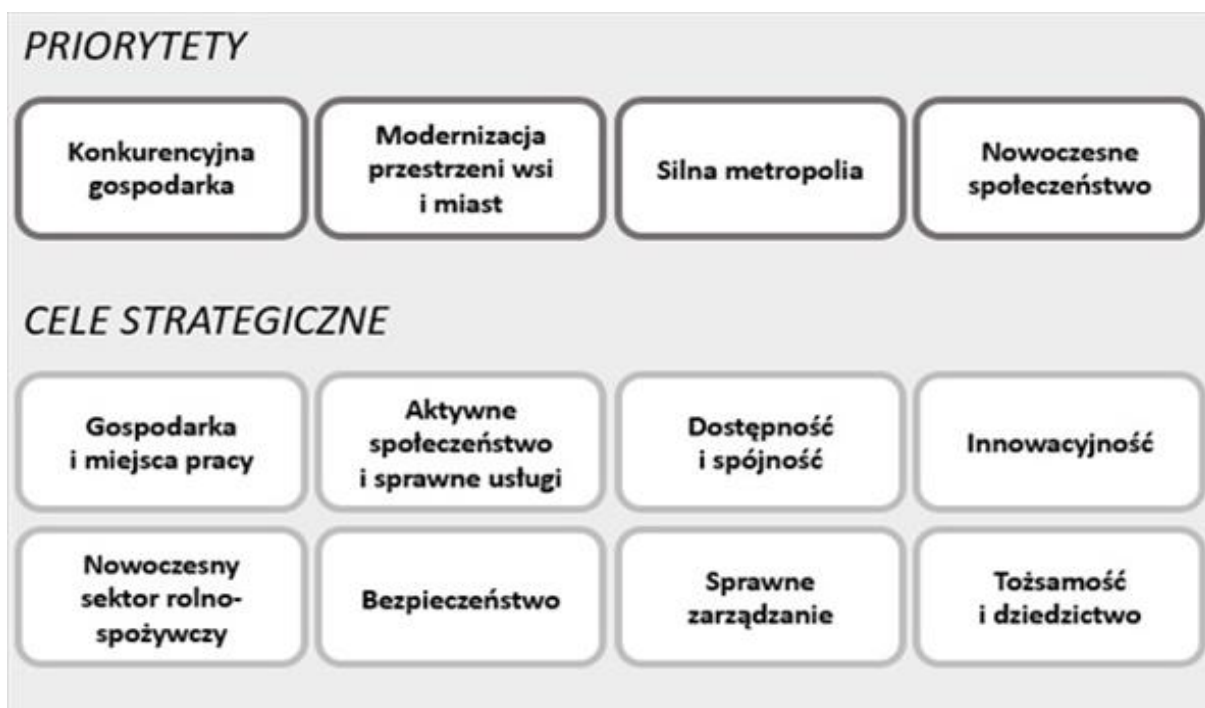 PRIORYTETY
Konkurencyjna
gospodarka
Modernizacja
przestrzeni wsi
i miast
Silna metropolia
Nowoczesne
społeczeństwo
CELE STRATEGICZNE
Gospodarka
i miejsca pracy
Aktywne
społeczeństwo
i sprawne usługi
Dostępność
i spójność
Innowacyjność
Nowoczesny
sektor rolno-
spożywczy
Bezpieczeństwo
Sprawne
zarządzanie
Tożsamość
i dziedzictwo